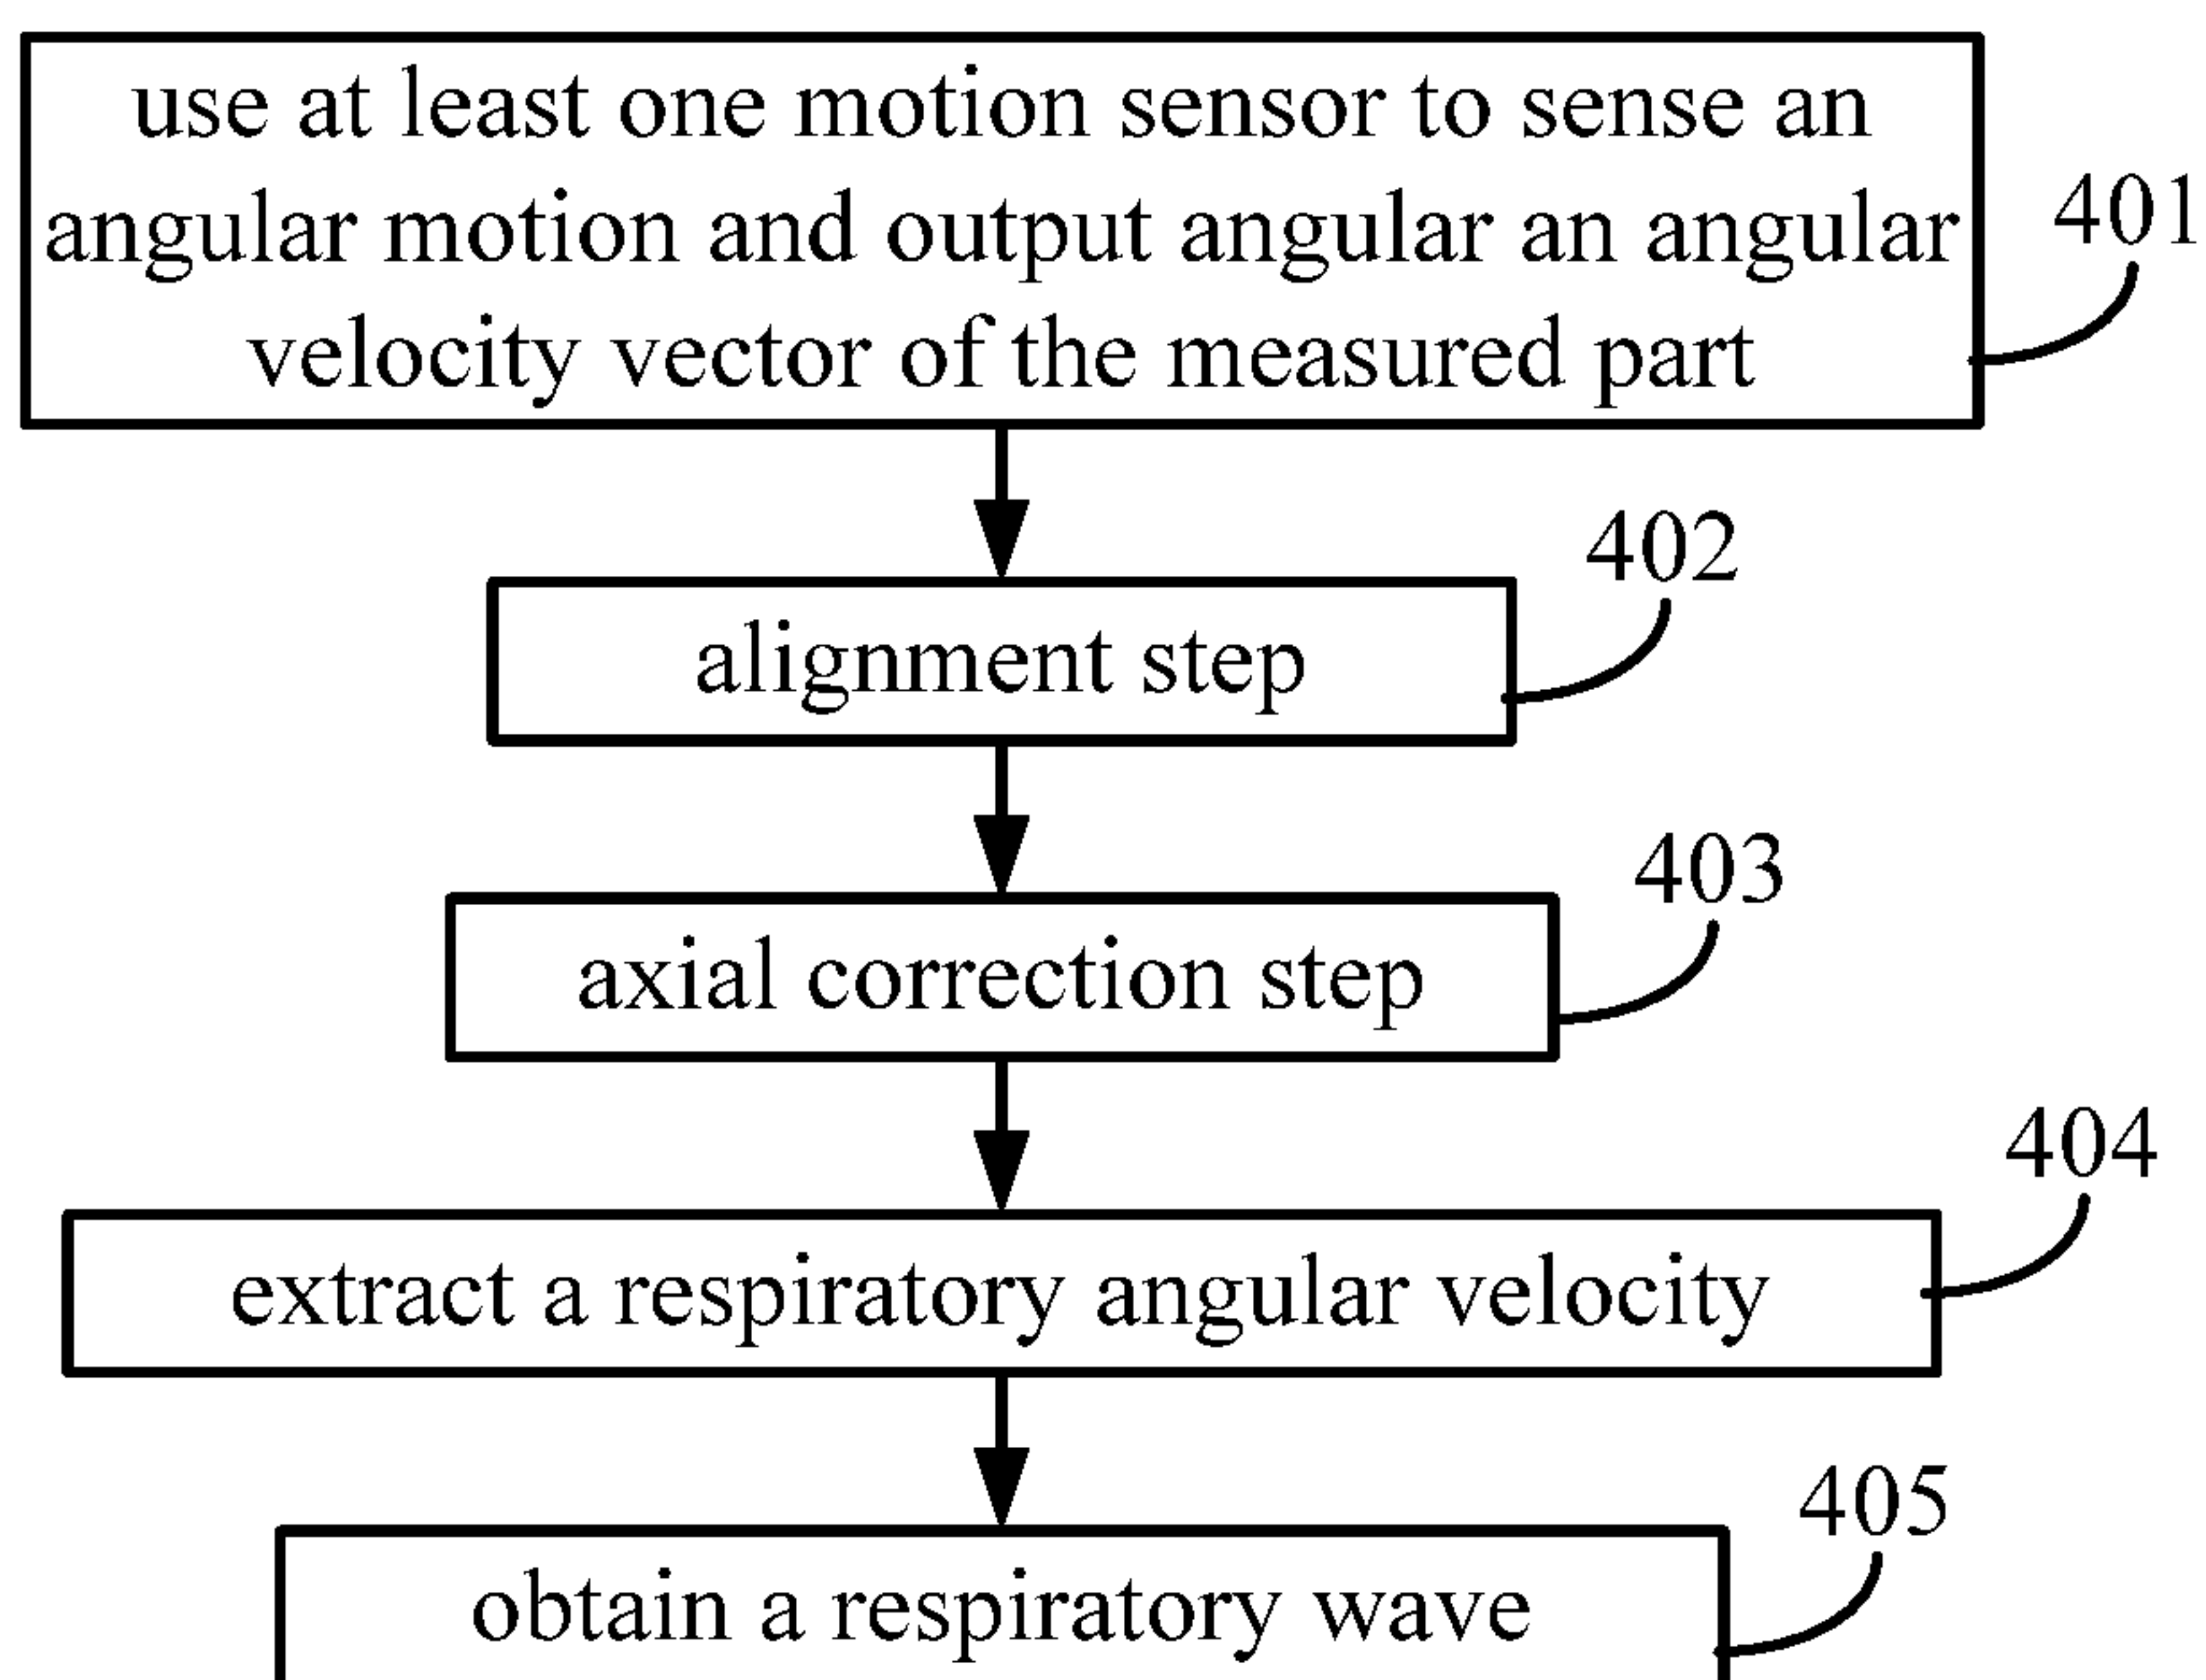 use at least one motion sensor to sense an
angular motion and output angular an angular
velocity vector of the measured part
401
402
alignment step
403
axial correction step
404
extract a respiratory angular velocity
405
obtain a respiratory wave